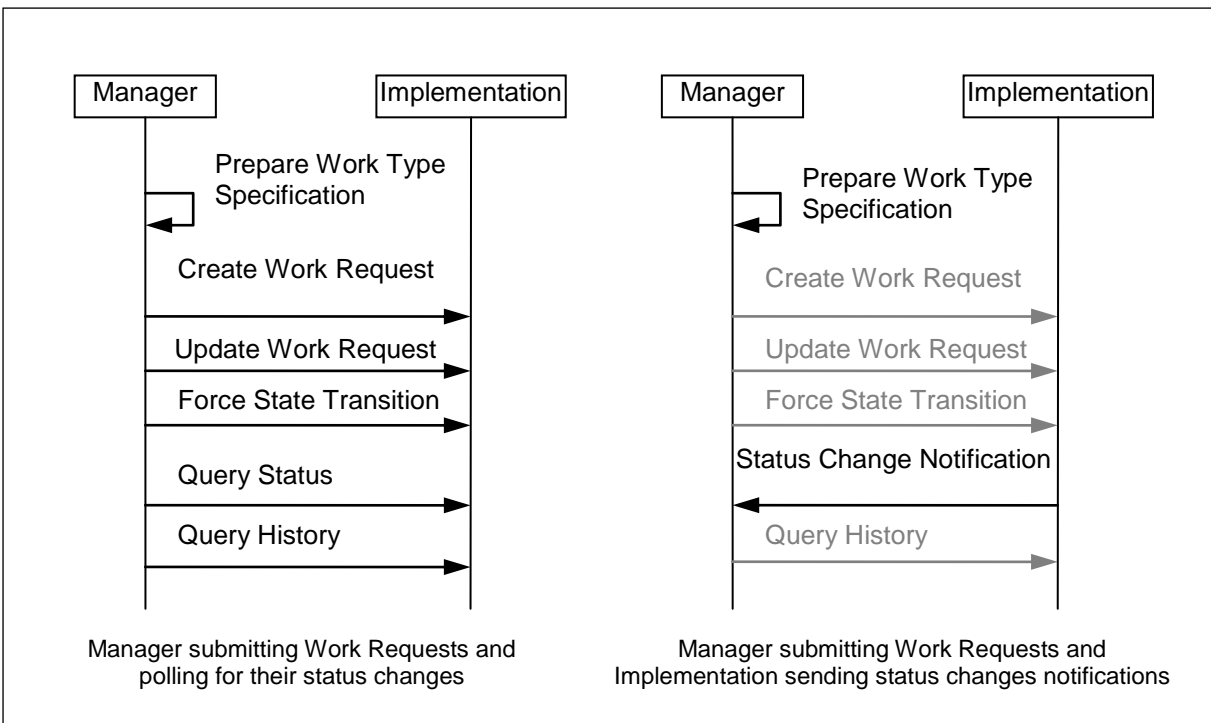 Manager
Implementation
Prepare Work Type
Specification
Create Work Request
Update Work Request
Force State Transition
Query Status
Query History
Manager submitting Work Requests and
polling for their status changes
Manager
Implementation
Prepare Work Type
Specification
Create Work Request
Update Work Request
Force State Transition
Status Change Notification
Query History
Manager submitting Work Requests and
Implementation sending status changes notifications